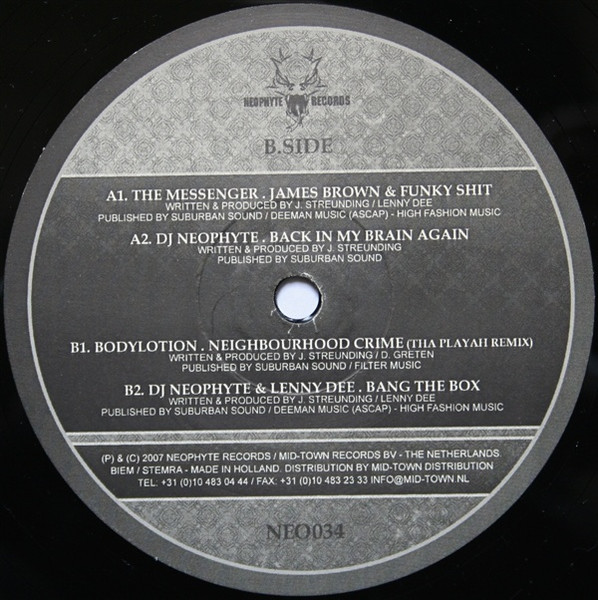 NEOPHYTE RECORDS
B.SIDE
A1. THE MESSENGER . JAMES BROWN & FUNKY SHIT
WRITTEN & PRODUCED BY J. STREUNDING / LENNY DEE
PUBLISHED BY SUBURBAN SOUND / DEEMAN MUSIC (ASCAP) - HIGH FASHION MUSIC
A2. DJ NEOPHYTE . BACK IN MY BRAIN AGAIN
WRITTEN & PRODUCED BY J. STREUNDING
PUBLISHED BY SUBURBAN SOUND
B1. BODYLOTION . NEIGHBOURHOOD CRIME (THA PLAYAH REMIX)
WRITTEN & PRODUCED BY J. STREUNDING / D. GRETEN
PUBLISHED BY SUBURBAN SOUND / FILTER MUSIC
B2. DJ NEOPHYTE & LENNY DEE . BANG THE BOX
WRITTEN & PRODUCED BY J. STREUNDING / LENNY DEE
PUBLISHED BY SUBURBAN SOUND / DEEMAN MUSIC (ASCAP) - HIGH FASHION MUSIC
(P) & (C) 2007 NEOPHYTE RECORDS / MID-TOWN RECORDS BV - THE NETHERLANDS.
BIEM / STEMRA - MADE IN HOLLAND. DISTRIBUTION BY MID-TOWN DISTRIBUTION
TEL: +31 (0)10 483 04 44 / FAX: +31 (0)10 483 23 33 INFO@MID-TOWN.NL
NEO034